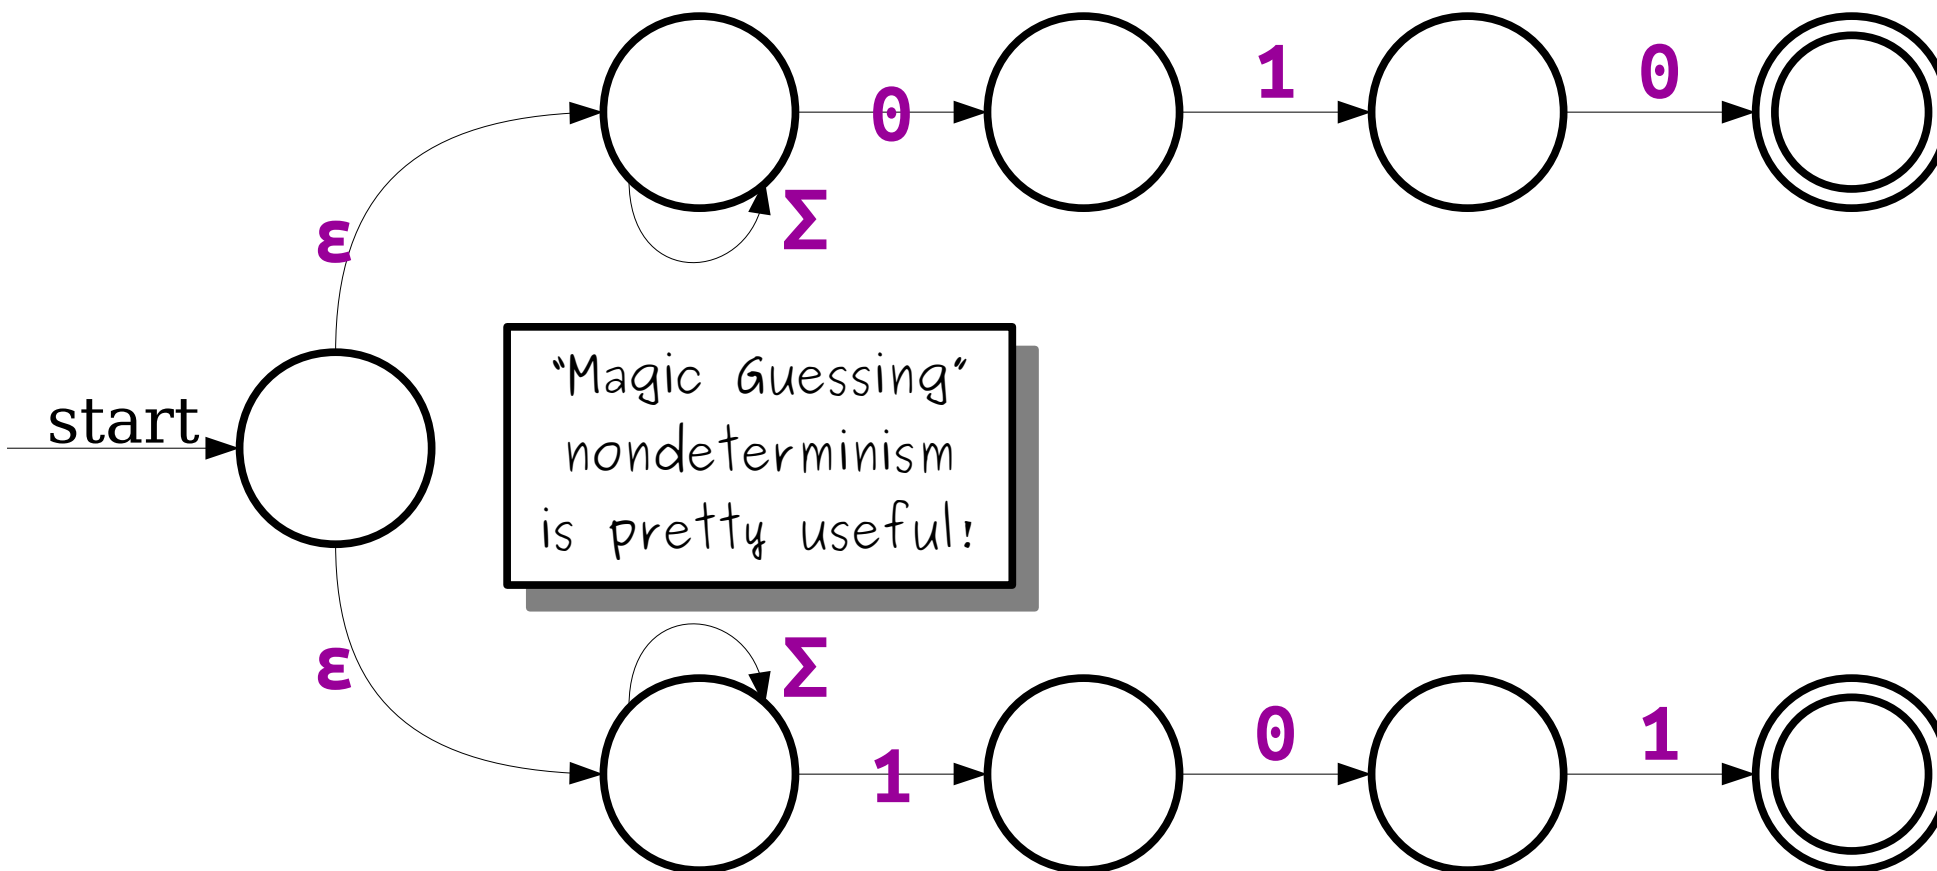 0
1
0
Σ
ε
start
"Magic Guessing"
nondeterminism
is pretty useful!
ε
Σ
1
0
1